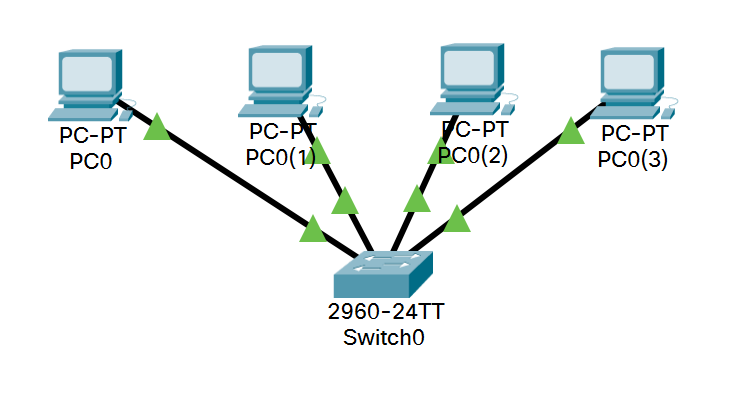 PC-PT
PC0
PC-PT
PC0(1)
PC-PT
PC0(2)
PC-PT
PC0(3)
2960-24TT
Switch0